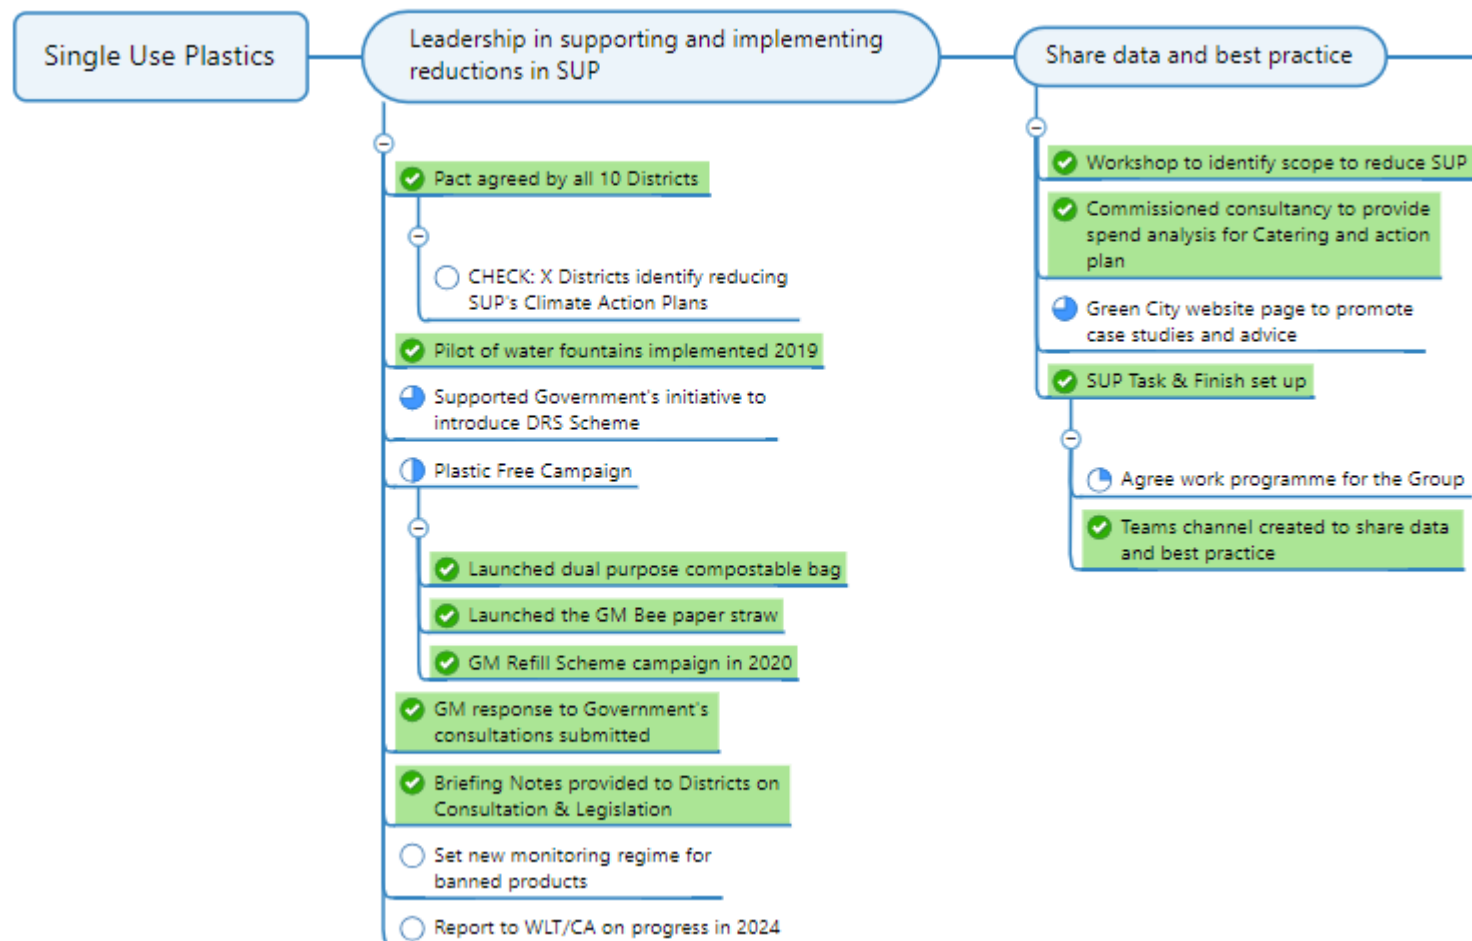 Single Use Plastics
Leadership in supporting and implementing
reductions in SUP
Pact agreed by all 10 Districts
CHECK: X Districts identify reducing
SUP's Climate Action Plans
Pilot of water fountains implemented 2019
Supported Government's initiative to
introduce DRS Scheme
Plastic Free Campaign
Launched dual purpose compostable bag
Launched the GM Bee paper straw
GM Refill Scheme campaign in 2020
GM response to Government's
consultations submitted
Briefing Notes provided to Districts on
Consultation & Legislation
Set new monitoring regime for
banned products
Report to WLT/CA on progress in 2024
Share data and best practice
Workshop to identify scope to reduce SUP
Commissioned consultancy to provide
spend analysis for Catering and action
plan
Green City website page to promote
case studies and advice
SUP Task & Finish set up
Agree work programme for the Group
Teams channel created to share data
and best practice